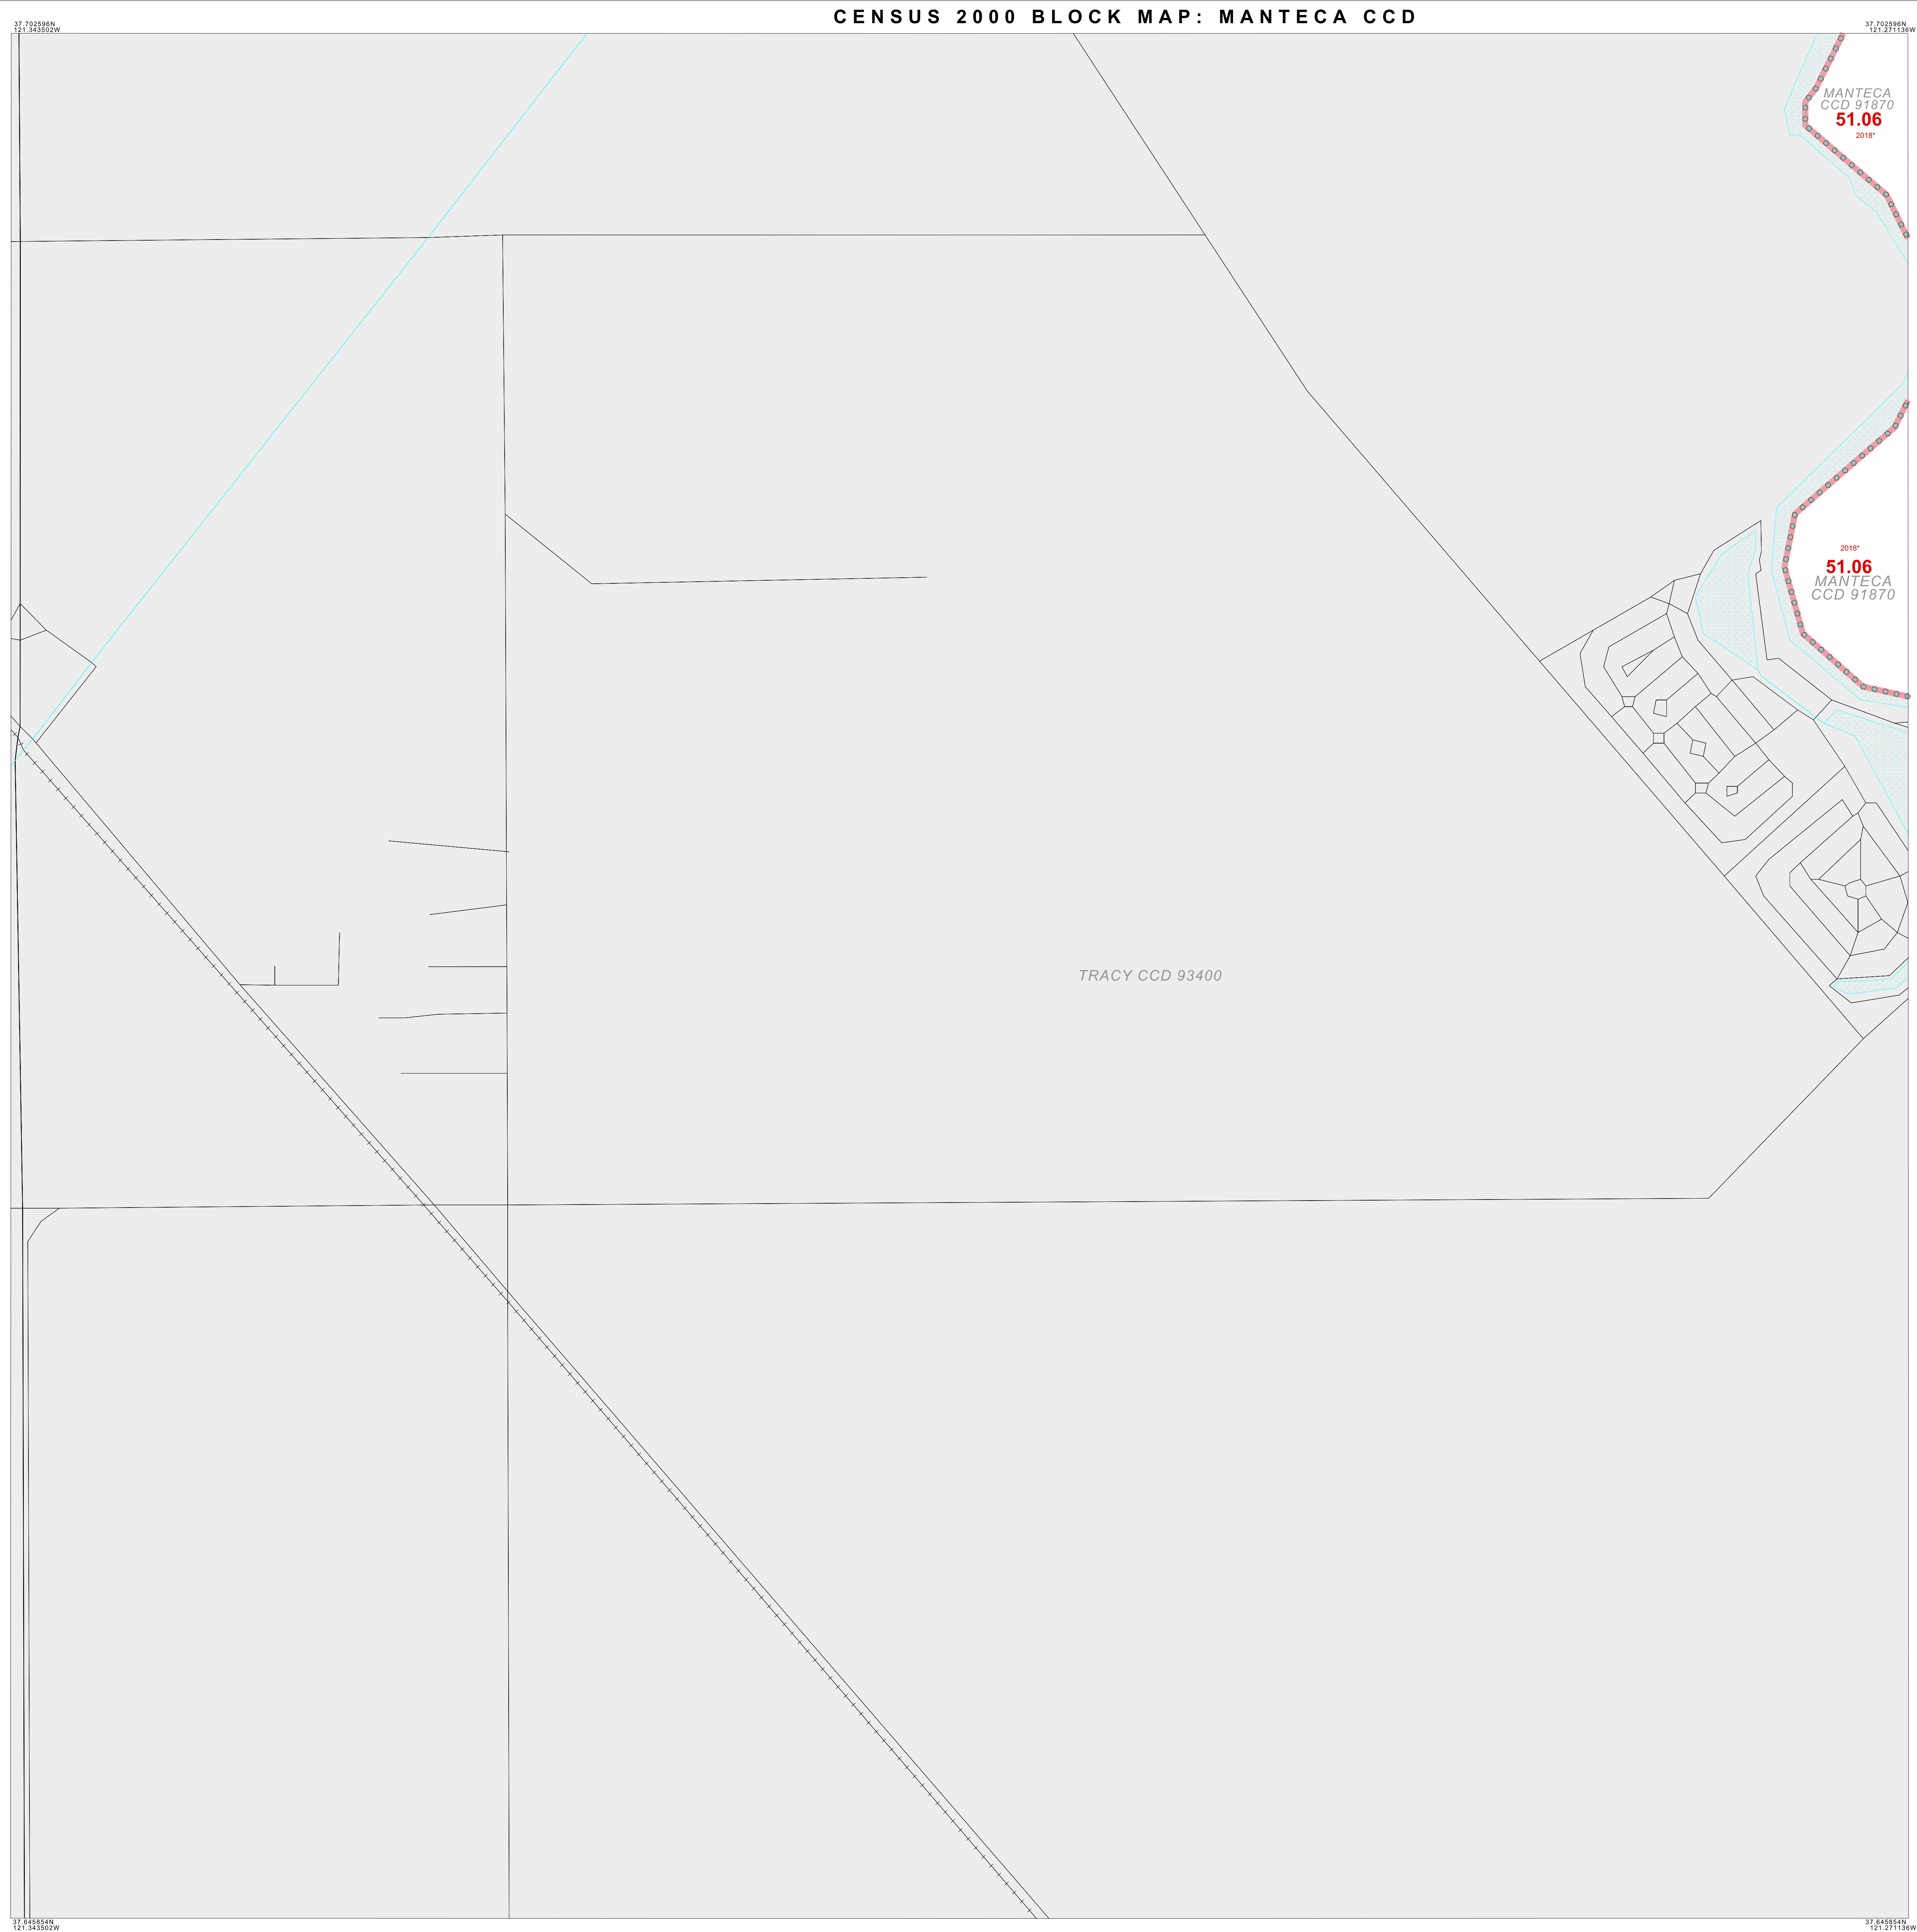 CENSUS 2000 BLOCK MAP: MANTECA CCD
37.702596N
121.343502W
37.702596N
121.271136W
MANTECA
CCD 91870
51.06
2018*
2018*
51.06
MANTECA
CCD 91870
TRACY CCD 93400
37.645854N
121.343502W
37.645854N
121.271136W